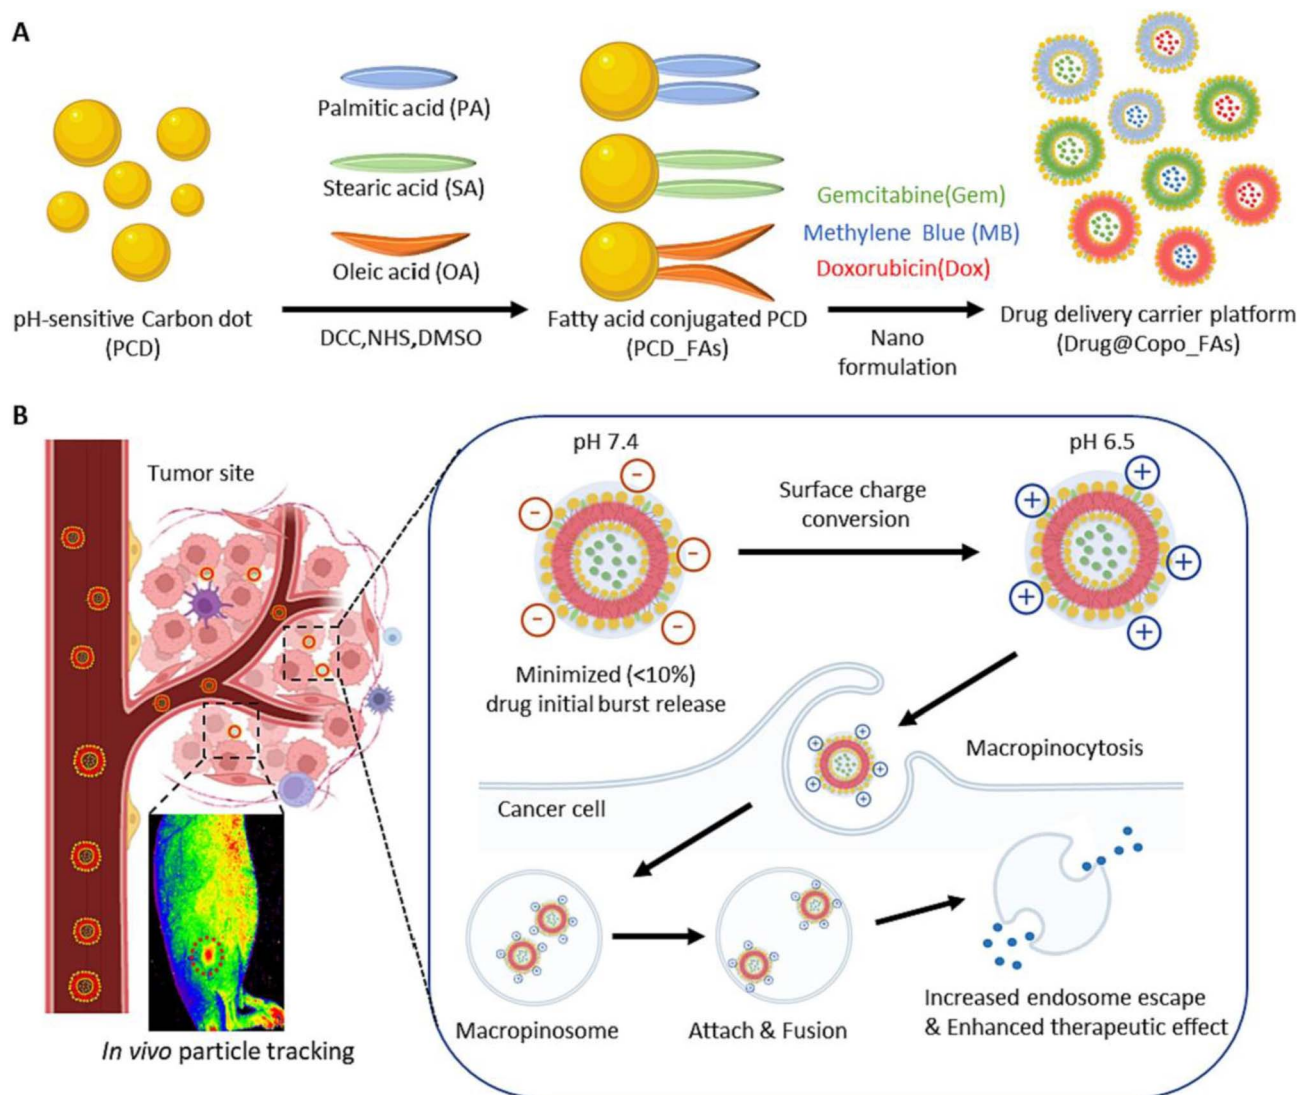 A
Palmitic acid (PA)
Stearic acid (SA)
Oleic acid (OA)
pH-sensitive Carbon dot
(PCD)
DCC,NHS,DMSO
Fatty acid conjugated PCD
(PCD_FAs)
Gemcitabine(Gem)
Methylene Blue (MB)
Doxorubicin(Dox)
Nano
formulation
Drug delivery carrier platform
(Drug@Copo_FAs)
B
Tumor site
In vivo particle tracking
pH 7.4
Surface charge
conversion
pH 6.5
Minimized (<10%)
drug initial burst release
Macropinocytosis
Cancer cell
Macropinosome
Attach & Fusion
Increased endosome escape
& Enhanced therapeutic effect